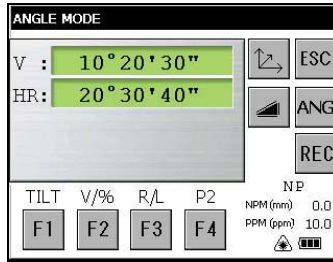 ANGLE MODE
V : 10°20'30"
HR: 20°30'40"
ESC
ANG
REC
TILT V/% R/L P2
F1 F2 F3 F4
NP
NPM (mm) 0.0
PPM (ppm) 10.0